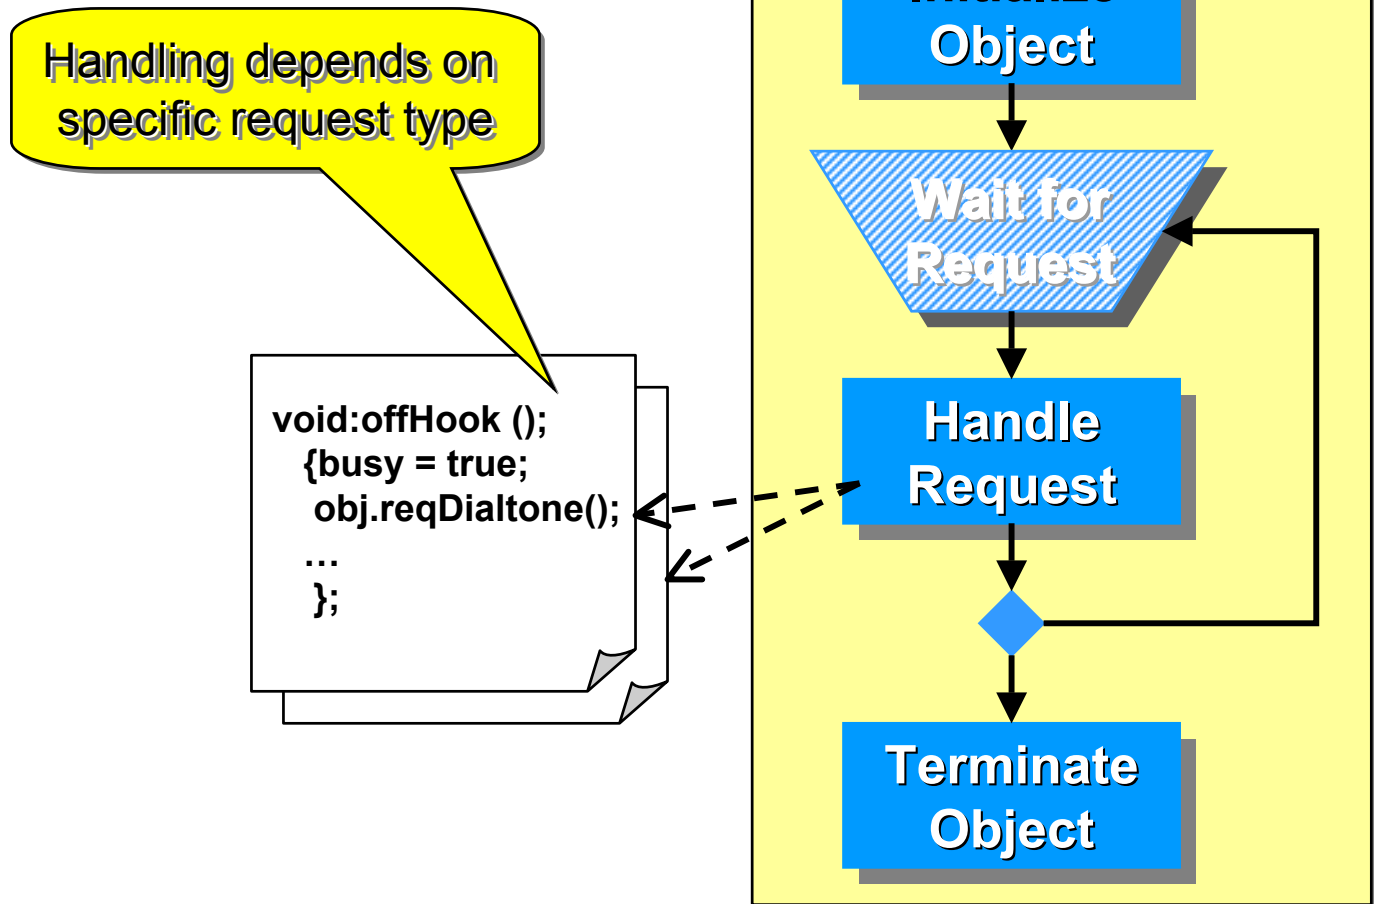 Handling depends on
specific request type
Object
Wait for
Request
Handle
Request
void:offHook ();
{busy = true;
obj.reqDialtone();
…
};
Terminate
Object